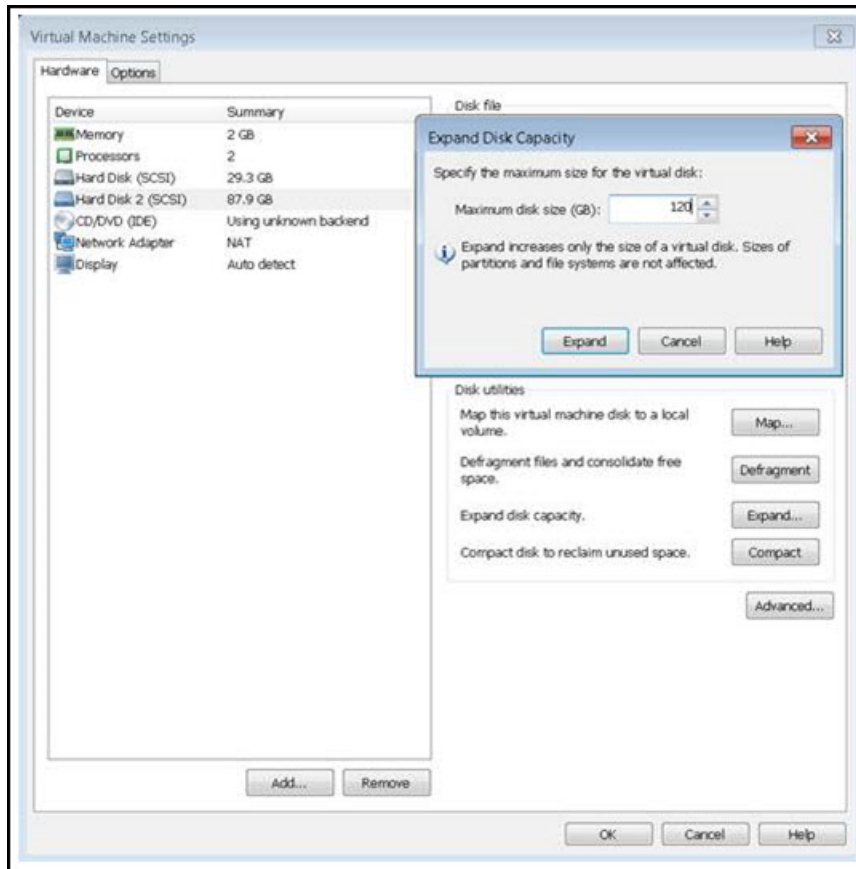 Virtual Machine Settings
Hardware Options
Device Summary
Memory 2 GB
Processors 2
Hard Disk (SCSI) 29.3 GB
Hard Disk 2 (SCSI) 87.9 GB
CD/DVD (IDE) Using unknown backend
Network Adapter NAT
Display Auto detect
Add... Remove
Disk file
Expand Disk Capacity
Specify the maximum size for the virtual disk:
Maximum disk size (GB): 120
Expand increases only the size of a virtual disk. Sizes of
partitions and file systems are not affected.
Expand Cancel Help
Disk utilities
Map this virtual machine disk to a local
volume.
Map...
Defragment files and consolidate free
space.
Defragment
Expand disk capacity.
Expand...
Compact disk to reclaim unused space.
Compact
Advanced...
OK Cancel Help